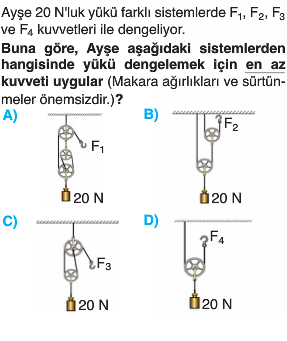 Ayşe 20 N'luk yükü farklı sistemlerde F₁, F₂, F₃
ve F₄ kuvvetleri ile dengeliyor.
Buna göre, Ayşe aşağıdaki sistemlerden
hangisinde yükü dengelemek için en az
kuvveti uygular (Makara ağırlıkları ve sürtün-
meler önemsizdir.)?
A)
F₁
20 N
B)
F₂
20 N
C)
F₃
20 N
D)
F₄
20 N